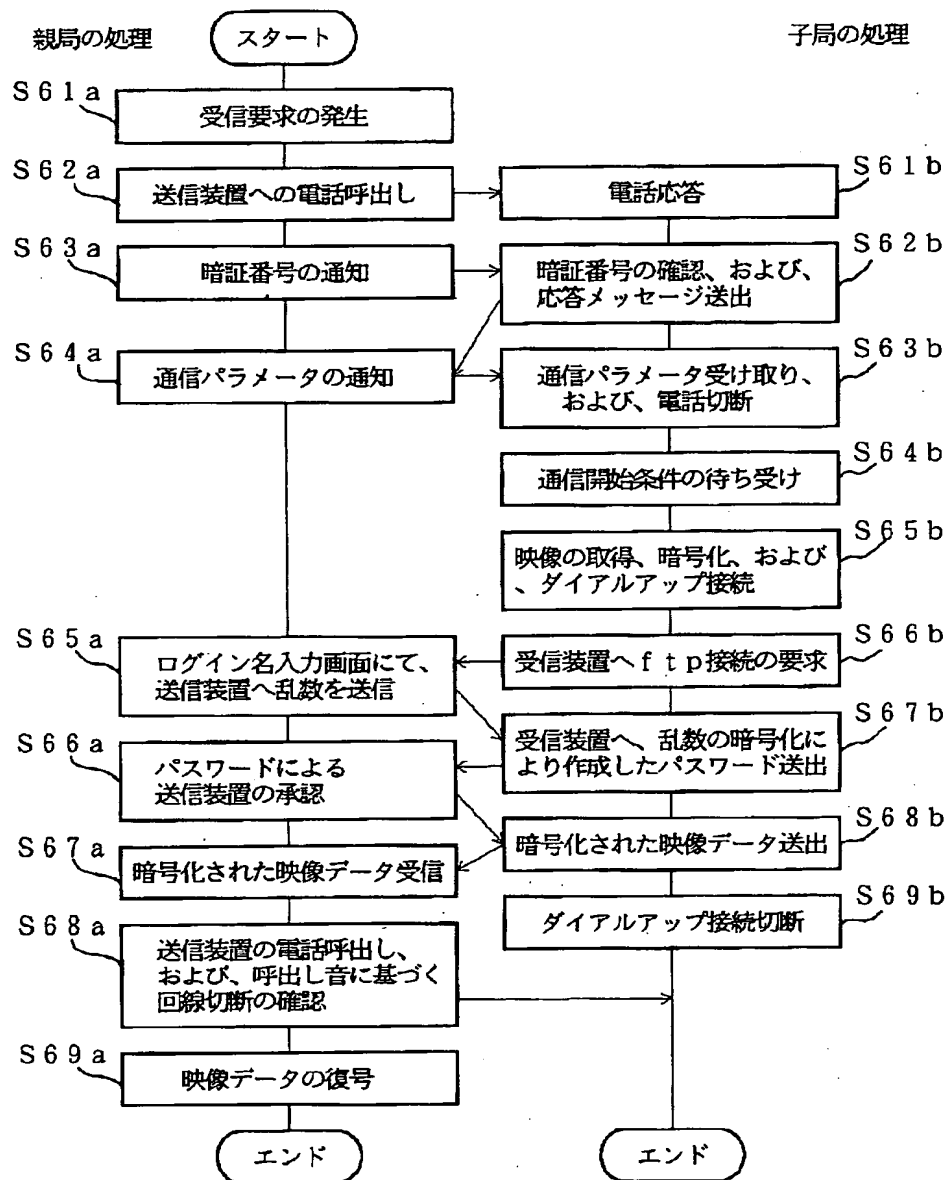 親局の処理
スタート
子局の処理
S61a
受信要求の発生
S62a
送信装置への電話呼出し
S61b
電話応答
S63a
暗証番号の通知
S62b
暗証番号の確認、および、
応答メッセージ送出
S64a
通信パラメータの通知
S63b
通信パラメータ受け取り、
および、電話切断
S64b
通信開始条件の待ち受け
S65b
映像の取得、暗号化、および
、ダイアルアップ接続
S65a
ログイン名入力画面にて、
送信装置へ乱数を送信
S66b
受信装置へftp接続の要求
S67b
受信装置へ、乱数の暗号化に
より作成したパスワード送出
S66a
パスワードによる
送信装置の承認
S68b
暗号化された映像データ送出
S67a
暗号化された映像データ受信
S69b
ダイアルアップ接続切断
S68a
送信装置の電話呼出し、
および、呼出し音に基づく
回線切断の確認
S69a
映像データの復号
エンド
エンド